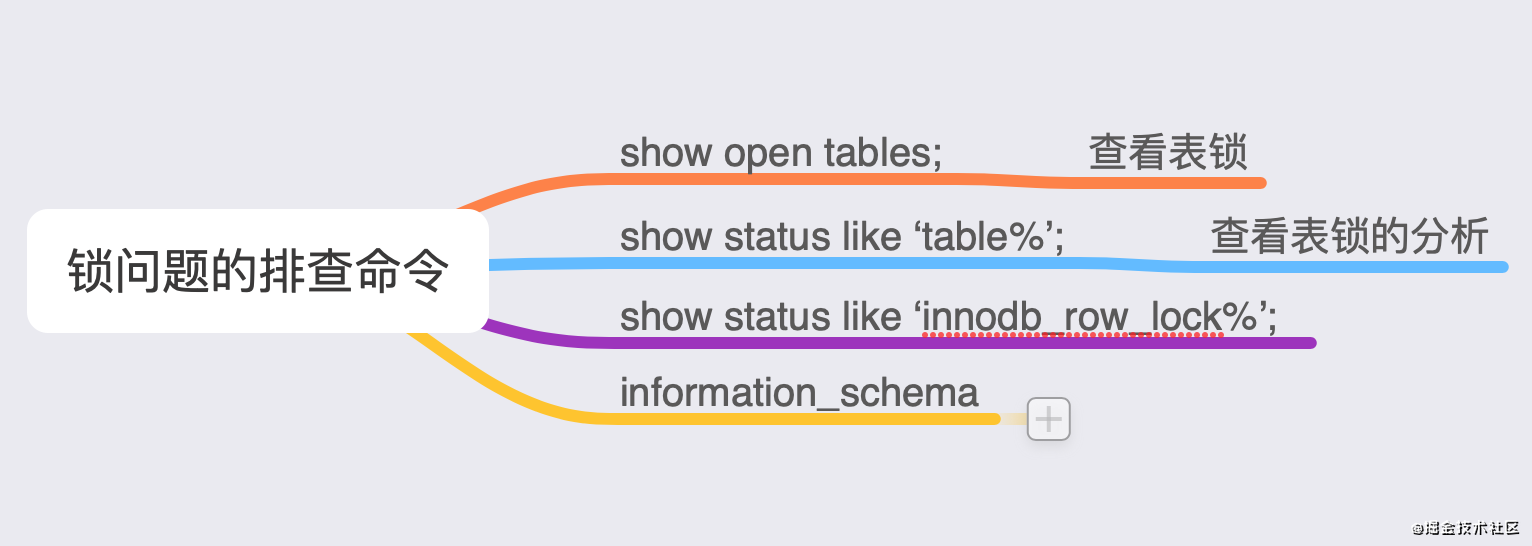 show open tables;
查看表锁
show status like ‘table%’;
查看表锁的分析
锁问题的排查命令
show status like ‘innodb_row_lock%’;
information_schema
@掘金技术社区